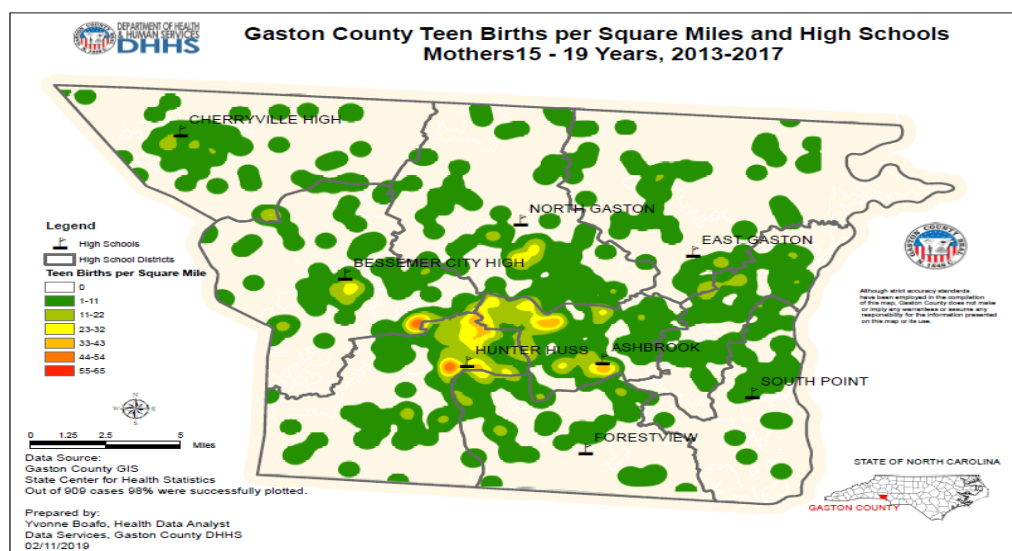 DEPARTMENT OF HEALTH
& HUMAN SERVICES
DHHS
Gaston County Teen Births per Square Miles and High Schools
Mothers15 - 19 Years, 2013-2017
CHERRYVILLE HIGH
NORTH GASTON
EAST GASTON
BESSEMER CITY HIGH
HUNTER HUSS
ASHBROOK
SOUTH POINT
FORESTVIEW
Legend
High Schools
High School Districts
Teen Births per Square Mile
0
1-11
11-22
23-32
33-43
44-54
55-65
Although strict accuracy standards
have been employed in the compilation
of this map, Gaston County does not make
or imply any warranties or assume any
responsibility for the information presented
on this map or its use.
N
W E
S
0 1.25 2.5 5
Miles
Data Source:
Gaston County GIS
State Center for Health Statistics
Out of 909 cases 98% were successfully plotted.
Prepared by:
Yvonne Boafo, Health Data Analyst
Data Services, Gaston County DHHS
02/11/2019
STATE OF NORTH CAROLINA
GASTON COUNTY